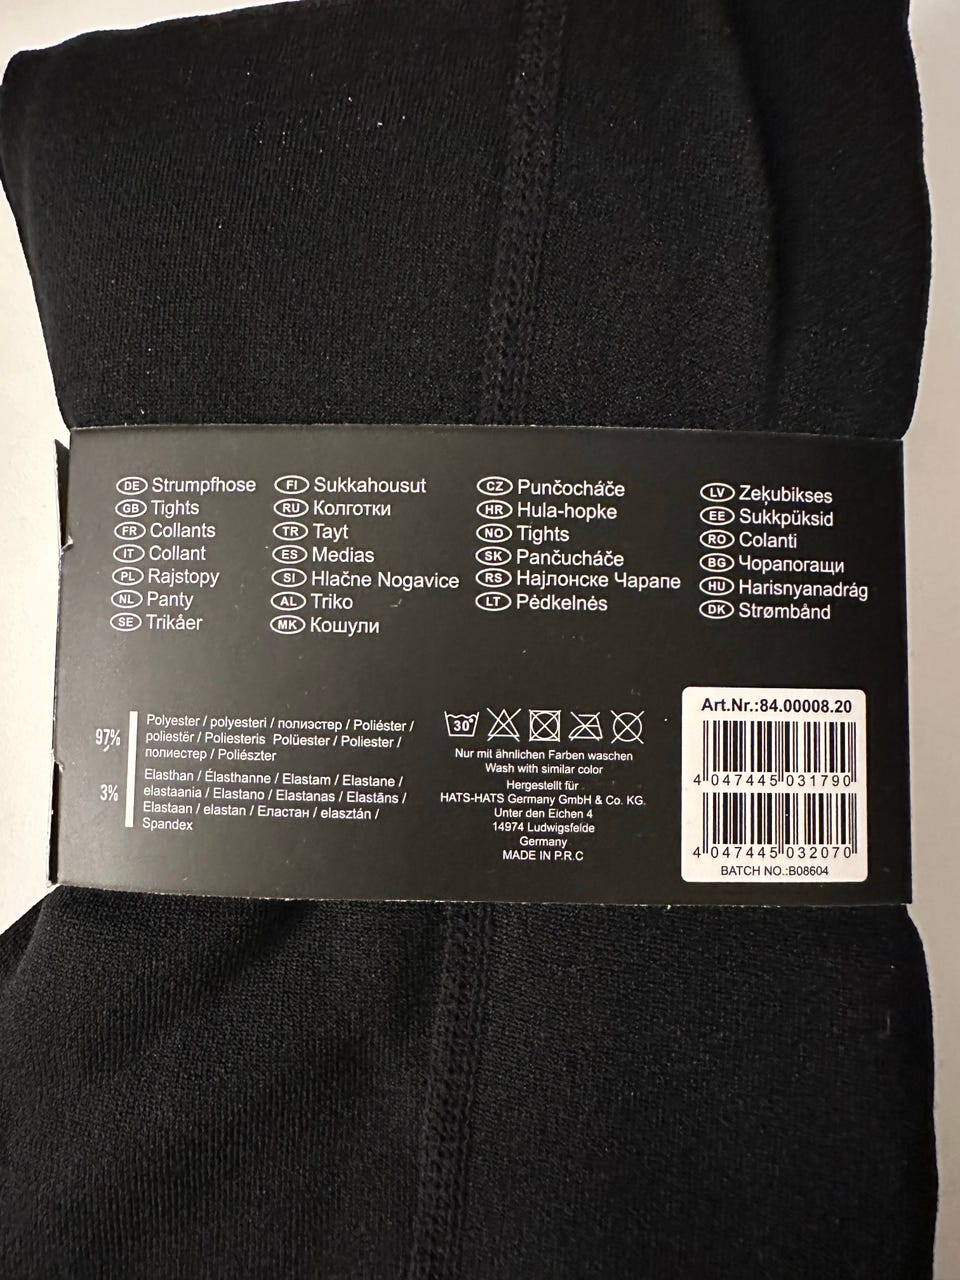 DE Strumpfhose
GB Tights
FR Collants
IT Collant
PL Rajstopy
NL Panty
SE Trikåer
FI Sukkahousut
RU Колготки
TR Tayt
ES Medias
SI Hlačne Nogavice
AL Triko
MK Кошули
CZ Punčocháče
HR Hula-hopke
NO Tights
SK Pančucháče
RS Најлонске Чарапе
LT Pėdkelnės
LV Zeķubikses
EE Sukkpüksid
RO Colanti
BG Чорапогащи
HU Harisnyanadrág
DK Strømbånd
97%
Polyester / polyesteri / полиэстер / Poliéster /
poliestër / Poliesteris Polüester / Poliester /
полиестер / Poliészter
3%
Elasthan / Élasthanne / Elastam / Elastane /
elastaania / Elastano / Elastanas / Elastāns /
Elastaan / elastan / Еластан / elasztán /
Spandex
30°
Nur mit ähnlichen Farben waschen
Wash with similar color
Hergestellt für
HATS-HATS Germany GmbH & Co. KG.
Unter den Eichen 4
14974 Ludwigsfelde
Germany
MADE IN P.R.C
Art.Nr.:84.00008.20
4 047445 031790
4 047445 032070
BATCH NO.:B08604